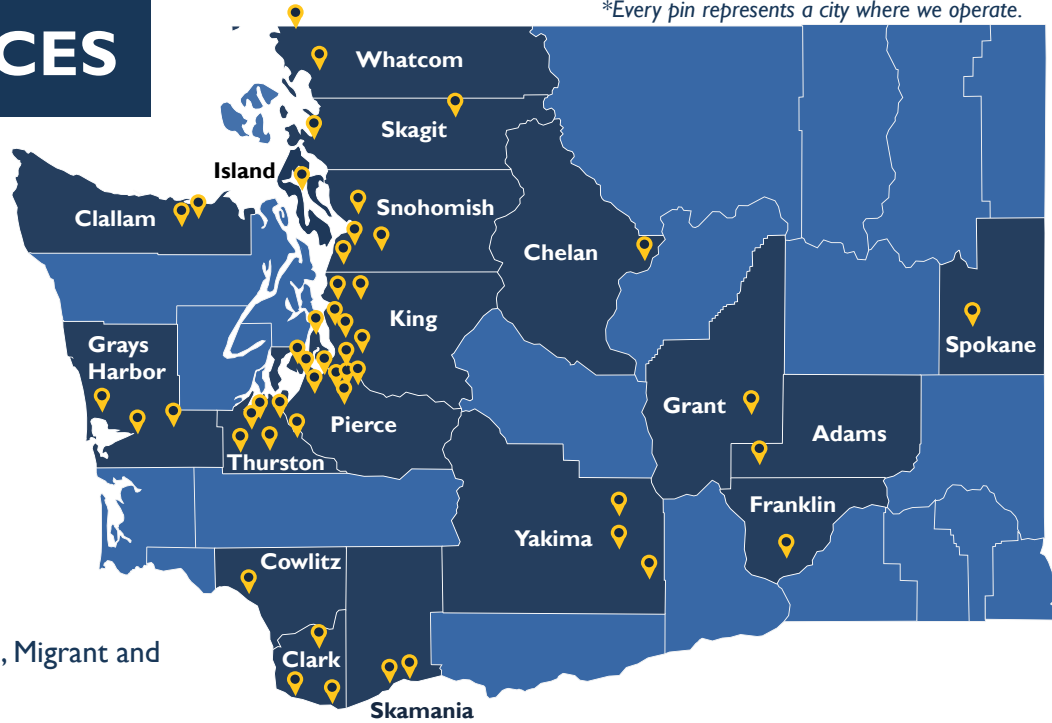 CES
*Every pin represents a city where we operate.
Whatcom
Skagit
Island
Clallam
Snohomish
Chelan
King
Grays
Harbor
Spokane
Grant
Pierce
Adams
Thurston
Franklin
Yakima
Cowlitz
, Migrant and
Clark
Skamania